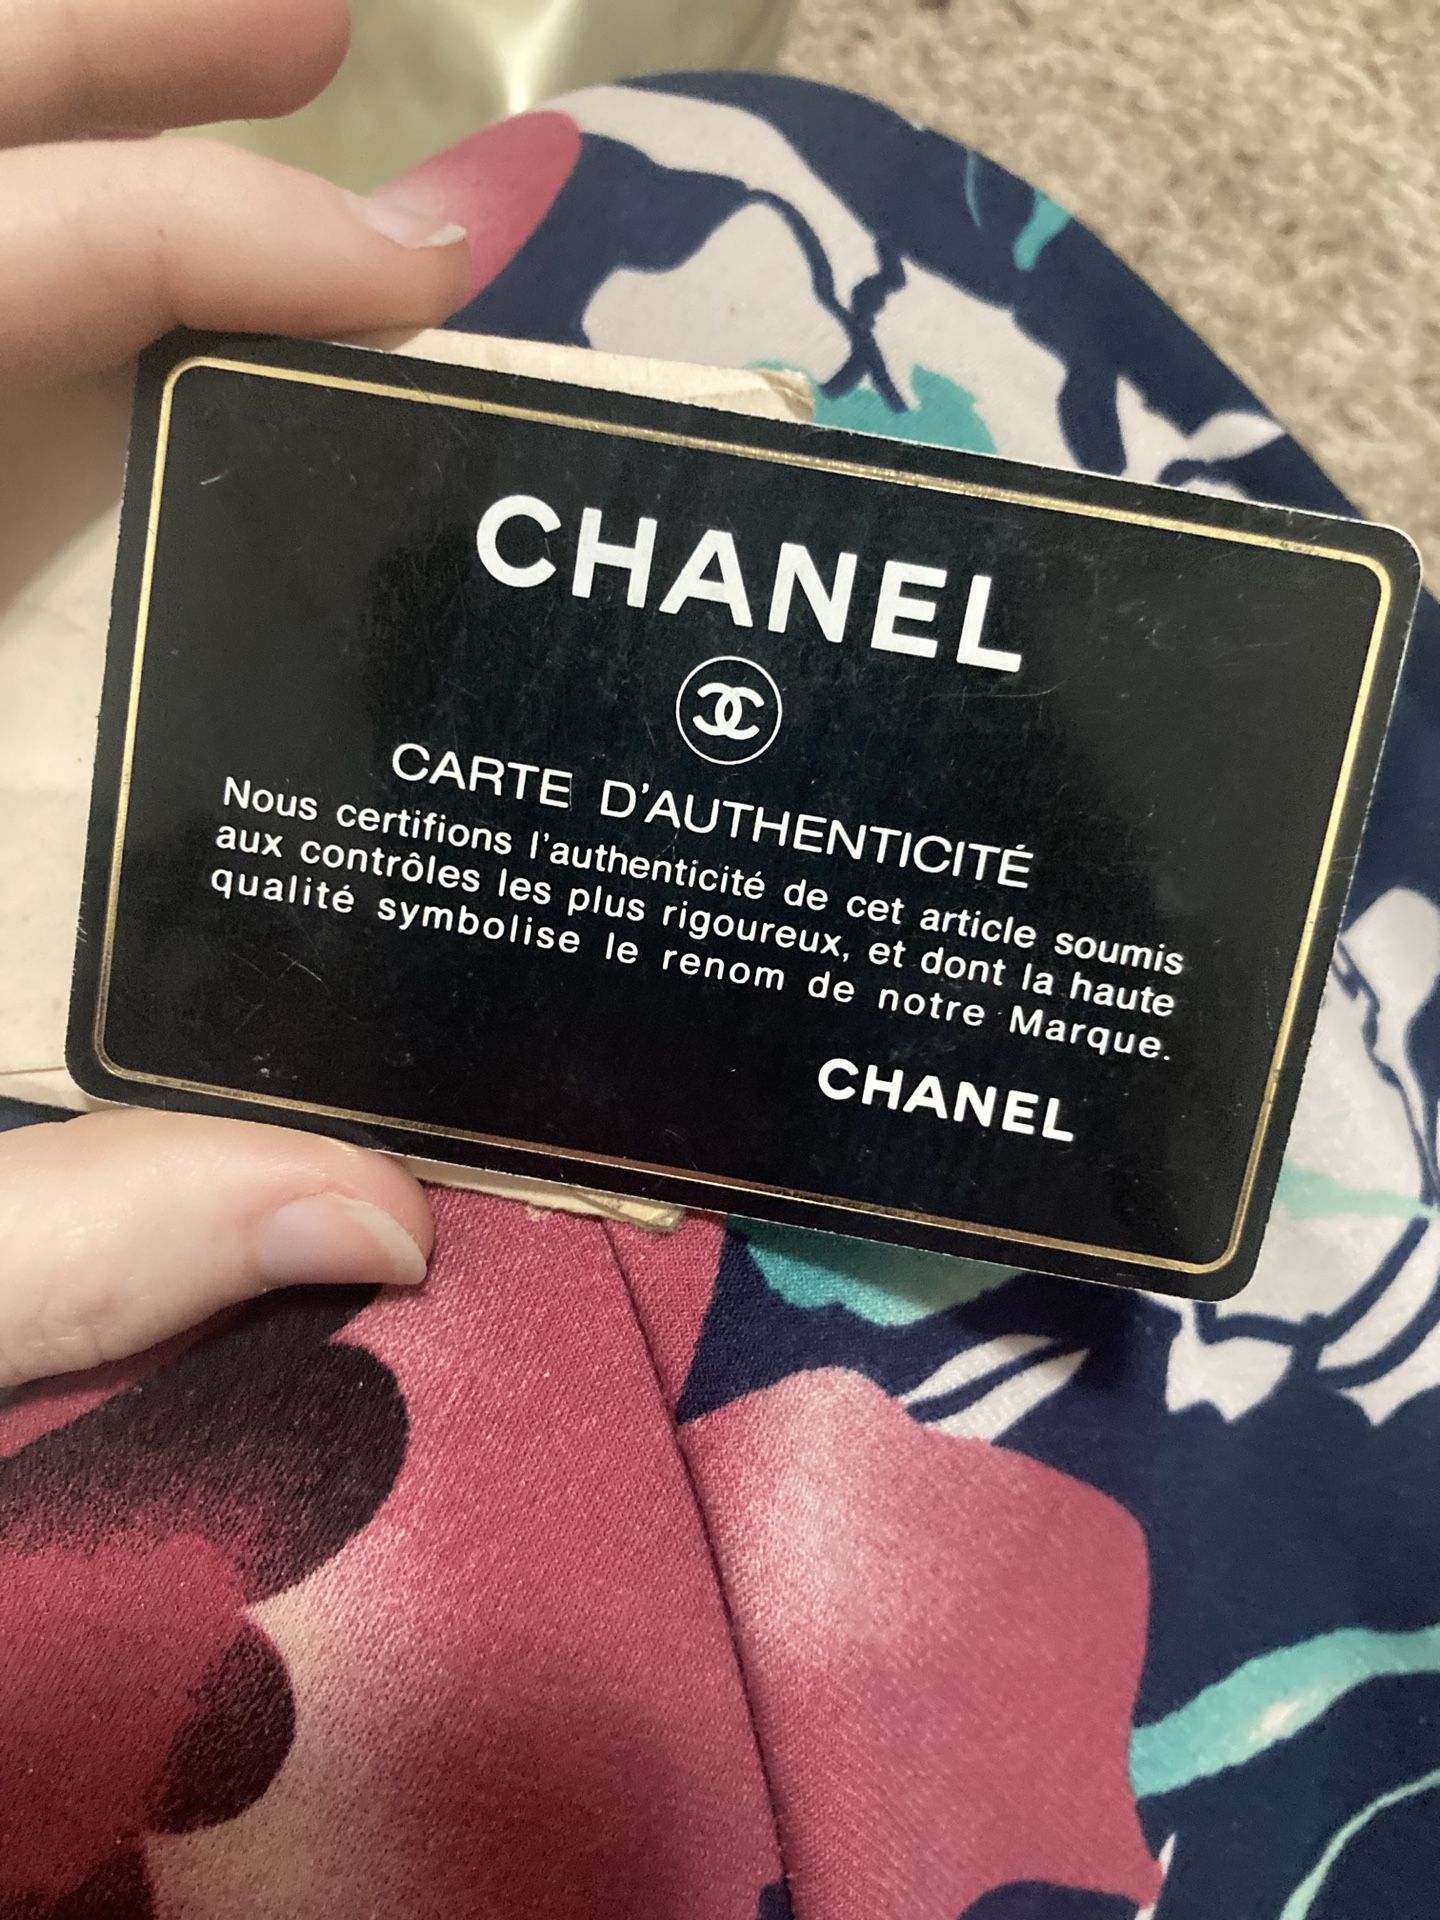 CHANEL
CARTE D'AUTHENTICITÉ
Nous certifions l'authenticité de cet article soumis
aux contrôles les plus rigoureux, et dont la haute
qualité symbolise le renom de notre Marque.
CHANEL